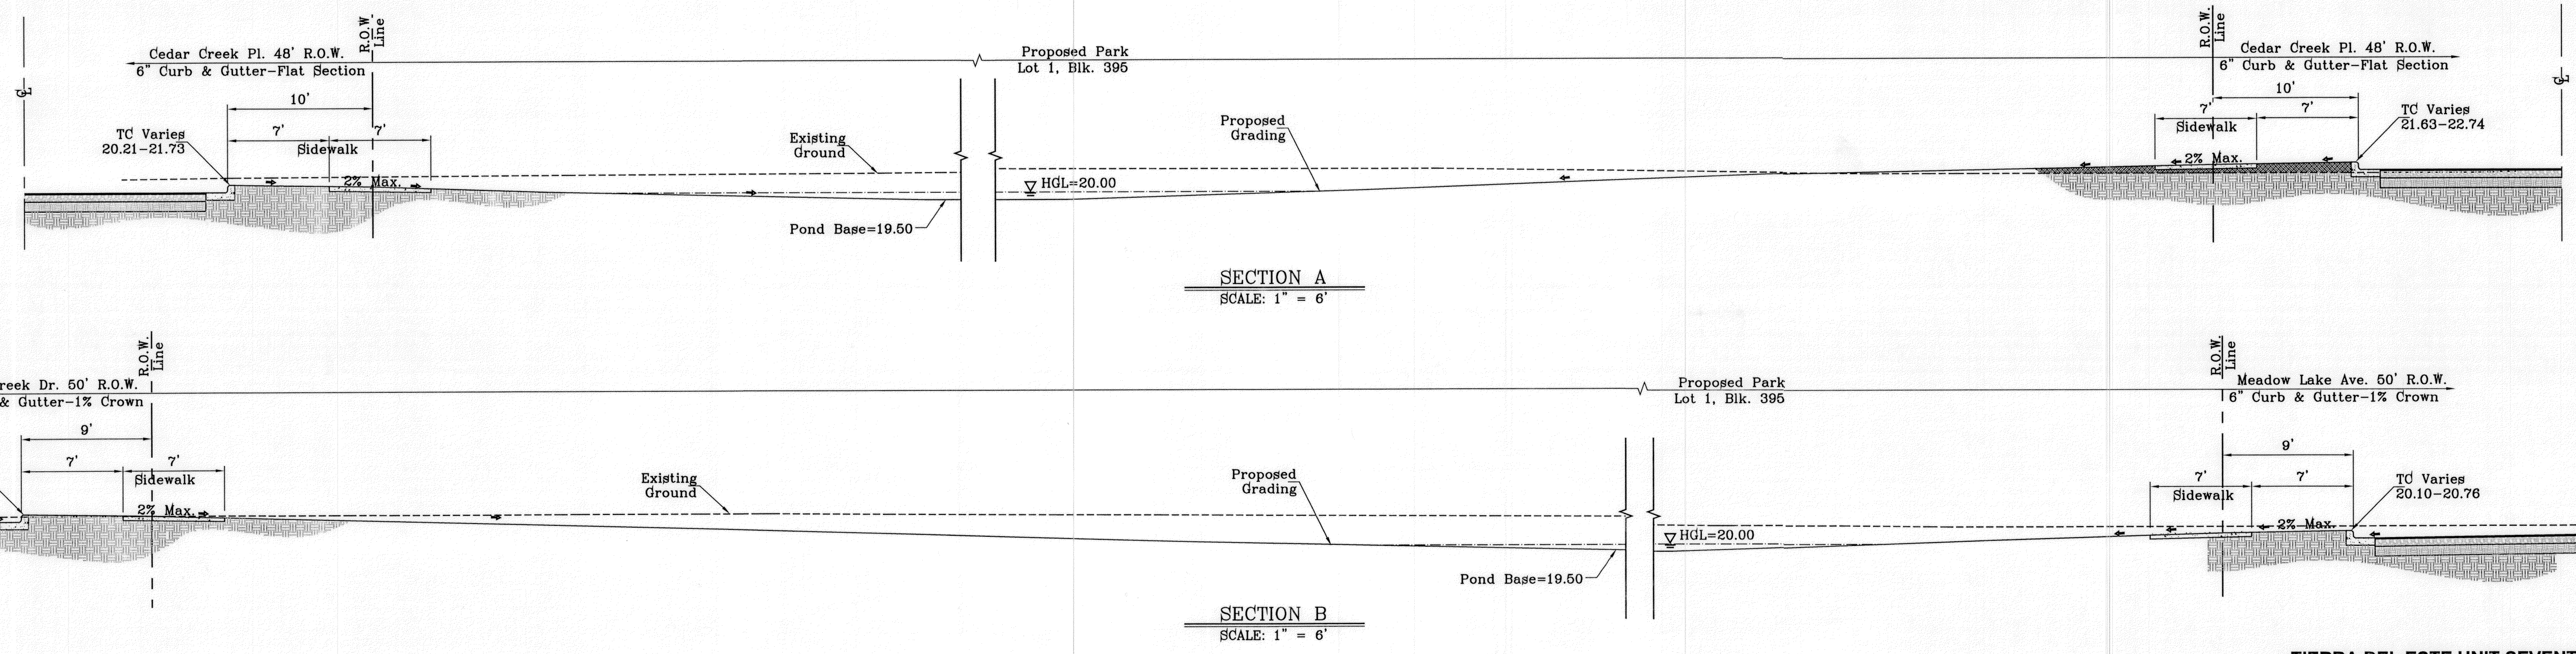 R.O.W.
Line
Cedar Creek Pl. 48' R.O.W.
6" Curb & Gutter-Flat Section
10'
7'
7'
Sidewalk
TC Varies
20.21-21.73
2% Max.
Existing
Ground
Pond Base=19.50
Proposed Park
Lot 1, Blk. 395
HGL=20.00
Proposed
Grading
R.O.W.
Line
Cedar Creek Pl. 48' R.O.W.
6" Curb & Gutter-Flat Section
10'
7'
7'
Sidewalk
TC Varies
21.63-22.74
2% Max.
SECTION A
SCALE: 1" = 6'
R.O.W.
Line
reek Dr. 50' R.O.W.
& Gutter-1% Crown
9'
7'
7'
Sidewalk
2% Max.
Existing
Ground
Proposed
Grading
Pond Base=19.50
Proposed Park
Lot 1, Blk. 395
HGL=20.00
R.O.W.
Line
Meadow Lake Ave. 50' R.O.W.
6" Curb & Gutter-1% Crown
9'
7'
7'
Sidewalk
TC Varies
20.10-20.76
2% Max.
SECTION B
SCALE: 1" = 6'